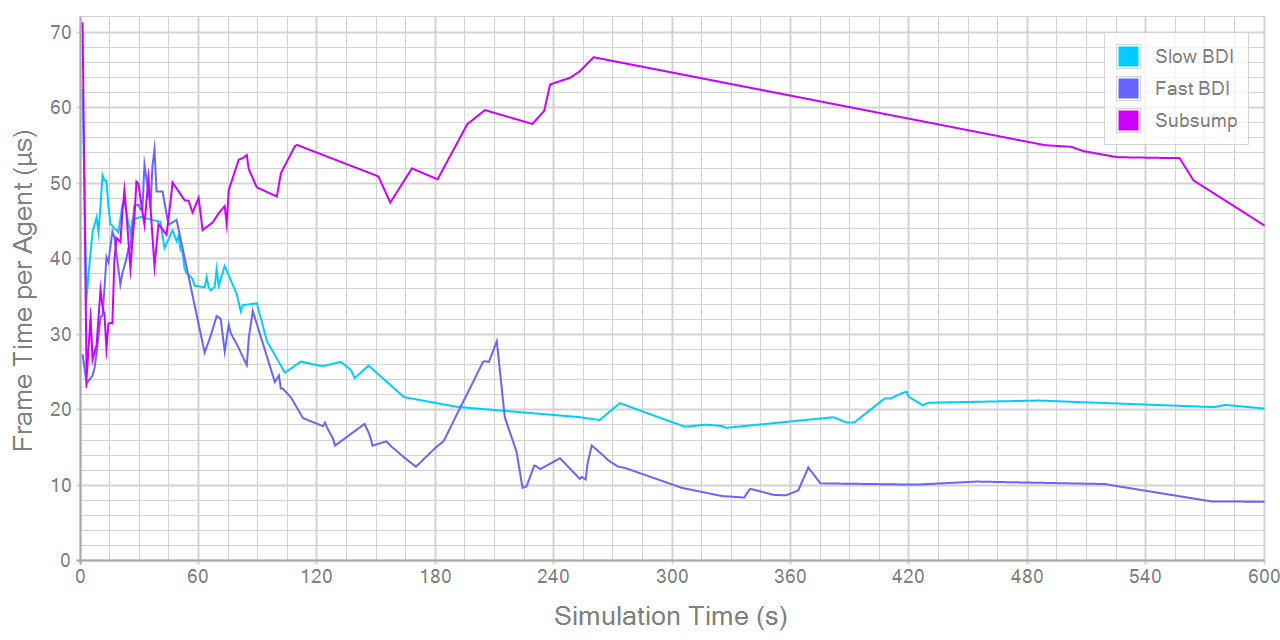 Frame Time per Agent (µs)
70
60
50
40
30
20
10
0
Slow BDI
Fast BDI
Subsump
0 60 120 180 240 300 360 420 480 540 600
Simulation Time (s)